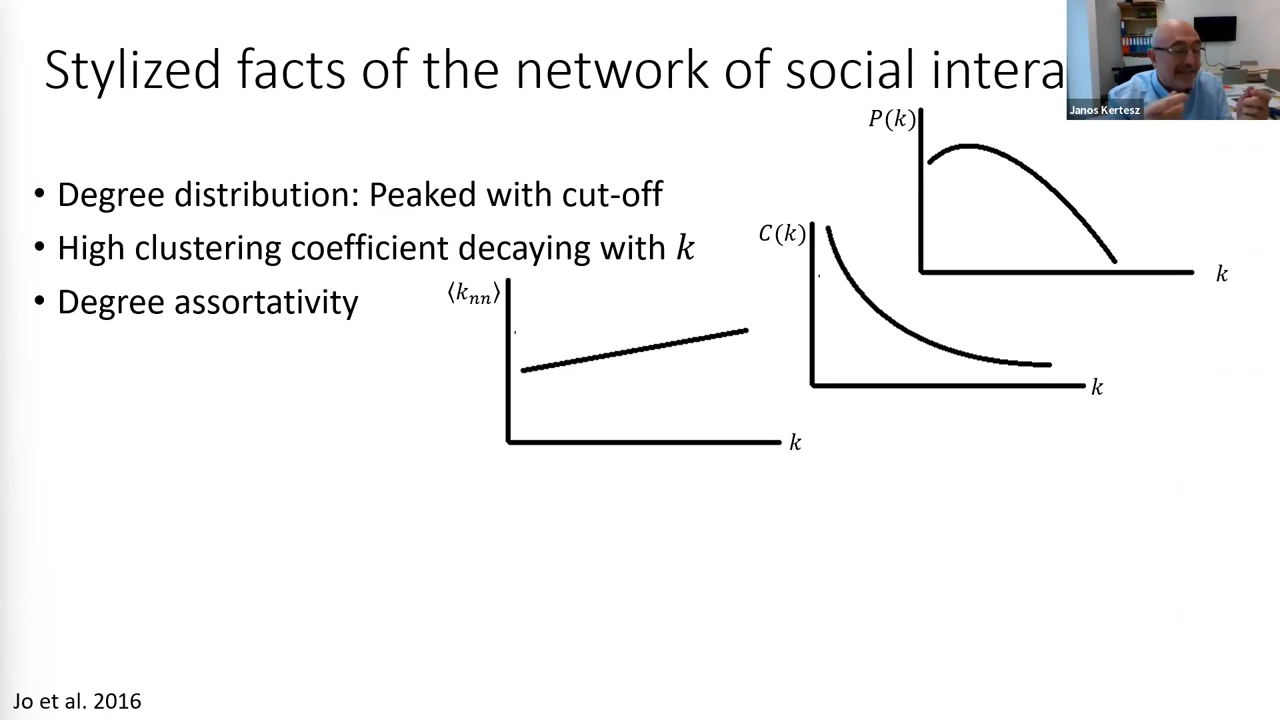 Stylized facts of the network of social intera
Janos Kertesz
P(k)
• Degree distribution: Peaked with cut-off
C(k)
• High clustering coefficient decaying with k
k
⟨kₙₙ⟩
• Degree assortativity
k
k
Jo et al. 2016